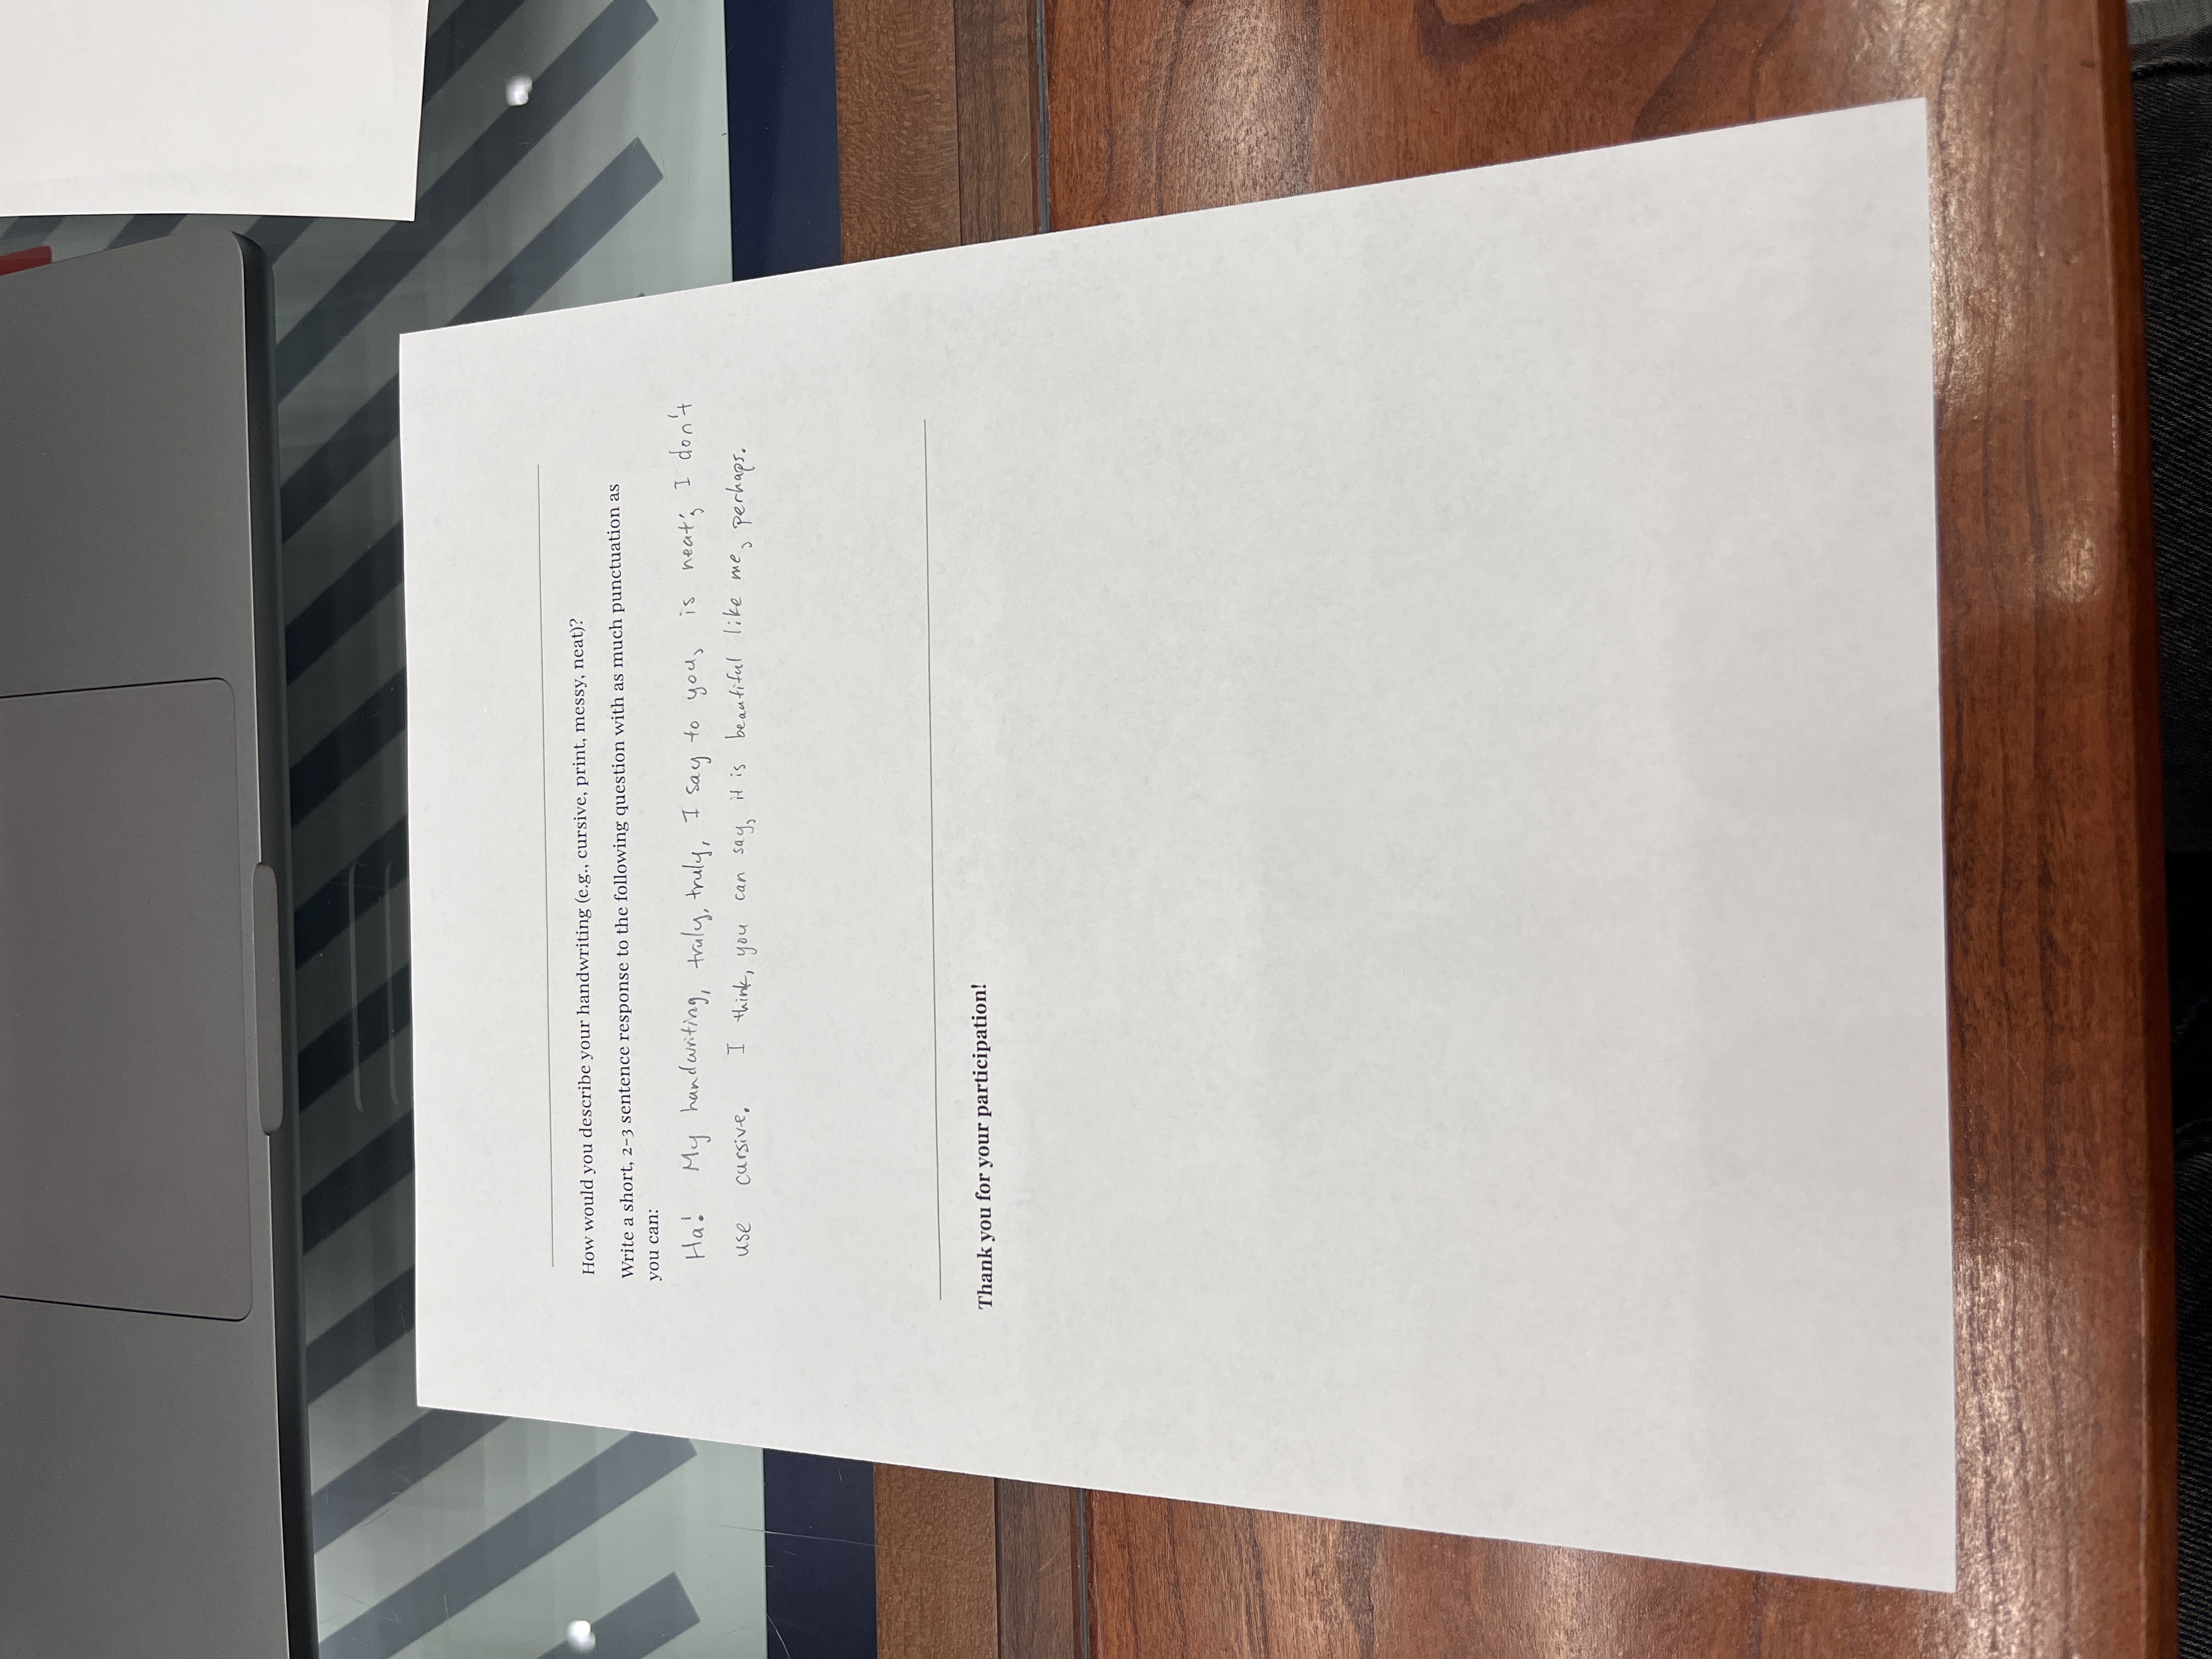 How would you describe your handwriting (e.g., cursive, print, messy, neat)?
Write a short, 2-3 sentence response to the following question with as much punctuation as
you can:
Ha! My handwriting, truly, truly, I say to you, is neat; I don't
use cursive. I think, you can say, it is beautiful like me, perhaps.
Thank you for your participation!